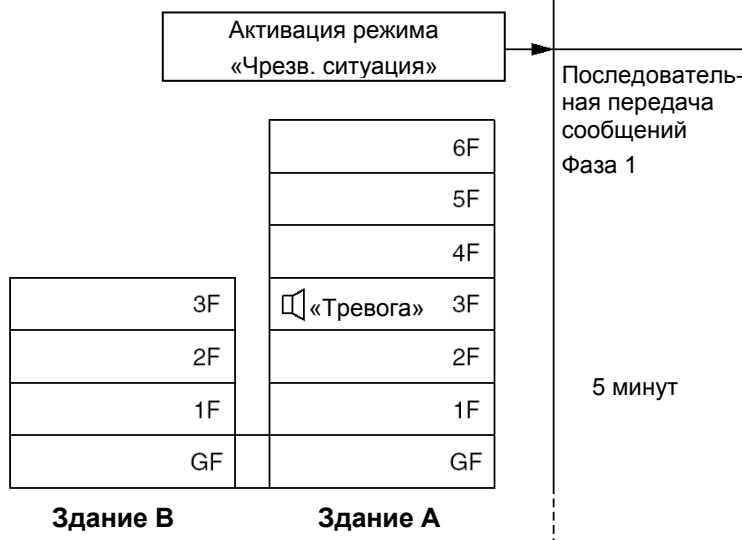 Активация режима
«Чрезв. ситуация»
Последователь-
ная передача
сообщений
Фаза 1
6F
5F
4F
3F
«Тревога» 3F
2F
2F
5 минут
1F
1F
GF
GF
Здание B
Здание A